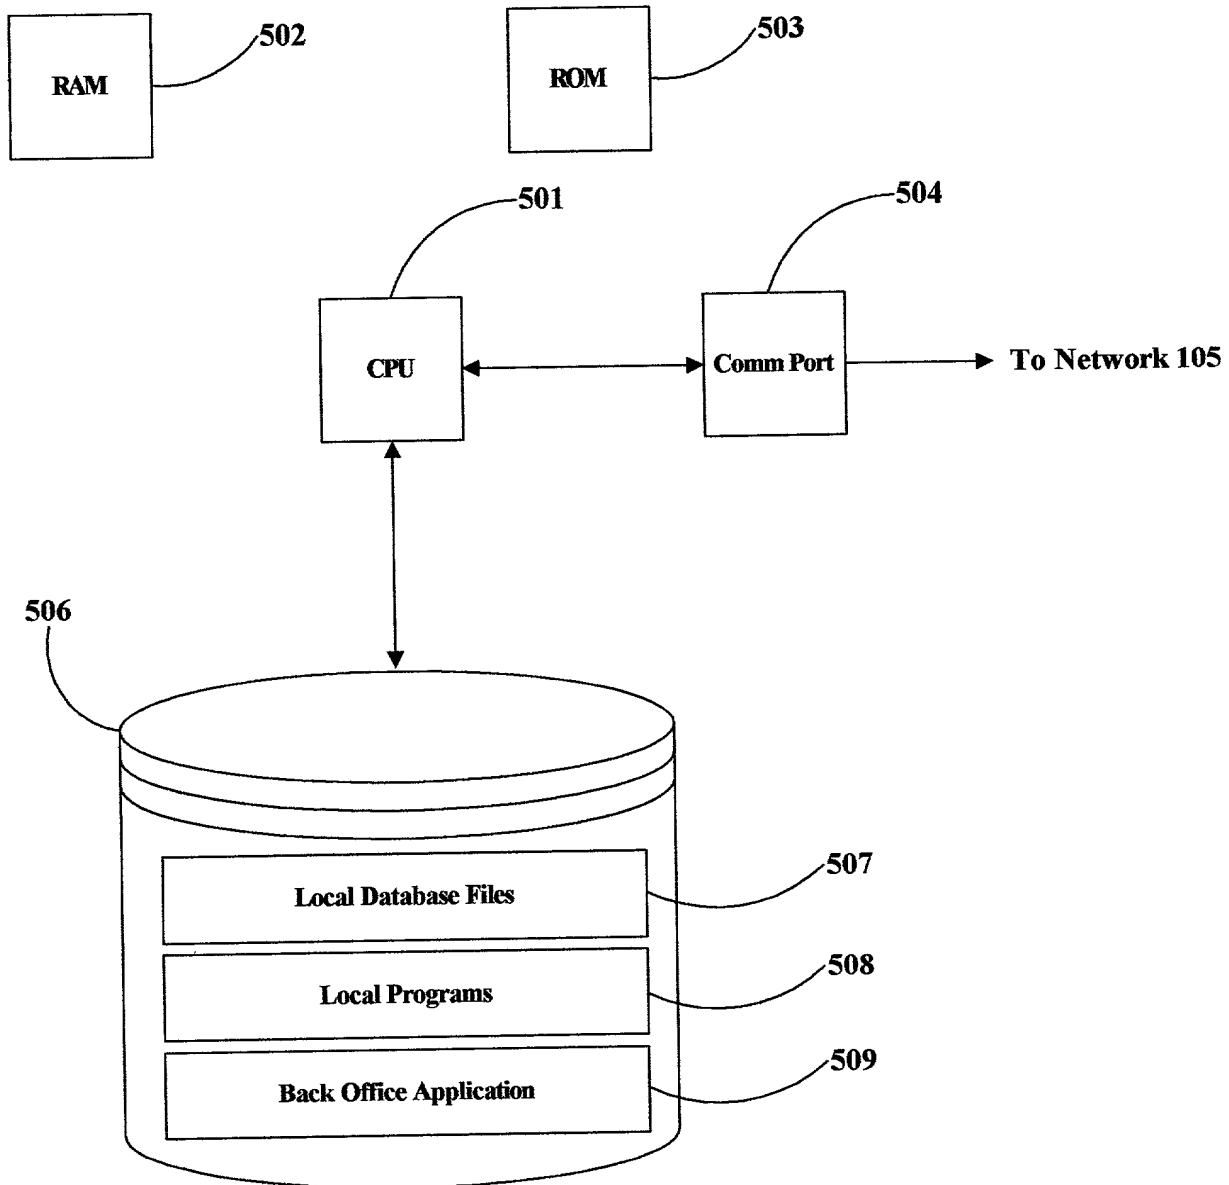 502
503
RAM
ROM
501
504
CPU
Comm Port
To Network 105
506
507
Local Database Files
508
Local Programs
509
Back Office Application